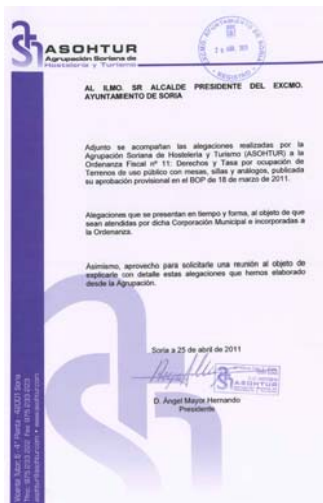 ASOHTUR
Agrupación Soriana de
Hostelería y Turismo
AL ILMO. SR ALCALDE PRESIDENTE DEL EXCMO.
AYUNTAMIENTO DE SORIA
Adjunto se acompañan las alegaciones realizadas por la
Agrupación Soriana de Hostelería y Turismo (ASOHTUR) a la
Ordenanza Fiscal nº 11: Derechos y Tasa por ocupación de
Terrenos de uso público con mesas, sillas y análogos, publicada
su aprobación provisional en el BOP de 18 de marzo de 2011.
Alegaciones que se presentan en tiempo y forma, al objeto de que
sean atendidas por dicha Corporación Municipal e incorporadas a
la Ordenanza.
Asimismo, aprovecho para solicitarle una reunión al objeto de
explicarle con detalle estas alegaciones que hemos elaborado
desde la Agrupación.
Soria a 25 de abril de 2011
ASOHTUR
D. Ángel Mayor Hernando
Presidente